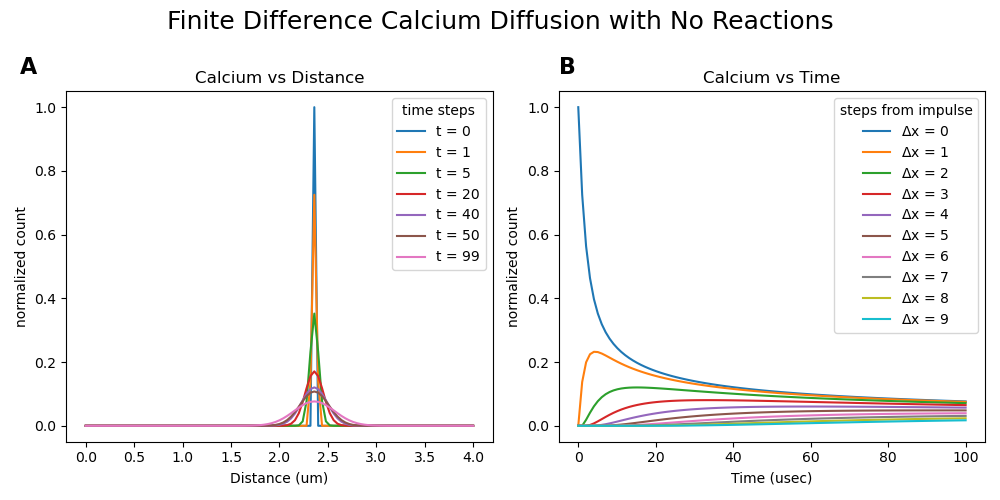 Finite Difference Calcium Diffusion with No Reactions
A
Calcium vs Distance
normalized count
1.0
0.8
0.6
0.4
0.2
0.0
time steps
t = 0
t = 1
t = 5
t = 20
t = 40
t = 50
t = 99
0.0 0.5 1.0 1.5 2.0 2.5 3.0 3.5 4.0
Distance (um)
B
Calcium vs Time
normalized count
1.0
0.8
0.6
0.4
0.2
0.0
steps from impulse
Δx = 0
Δx = 1
Δx = 2
Δx = 3
Δx = 4
Δx = 5
Δx = 6
Δx = 7
Δx = 8
Δx = 9
0 20 40 60 80 100
Time (usec)